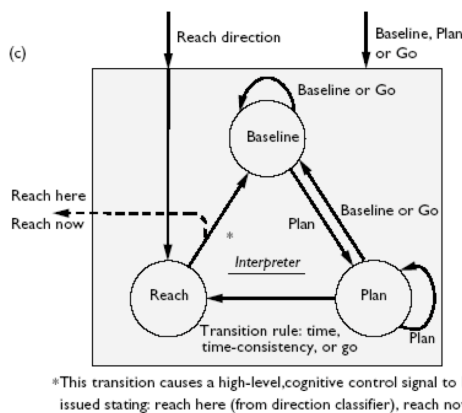 (c)
Reach direction
Baseline, Plan
or Go
Baseline or Go
Baseline
Reach here
Reach now
*
Plan
Baseline or Go
Interpreter
Reach
Plan
Transition rule: time,
time-consistency, or go
Plan
*This transition causes a high-level,cognitive control signal to
issued stating: reach here (from direction classifier), reach